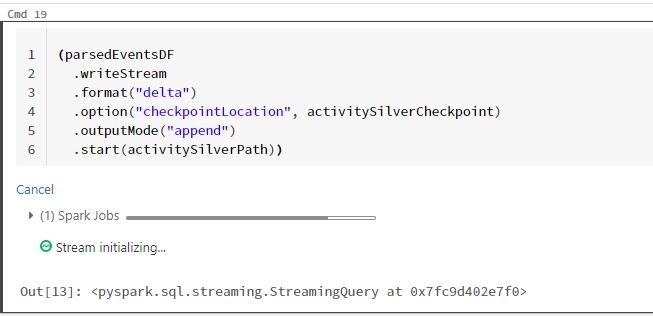 Cmd 19
1 (parsedEventsDF
2 .writeStream
3 .format("delta")
4 .option("checkpointLocation", activitySilverCheckpoint)
5 .outputMode("append")
6 .start(activitySilverPath))
Cancel
(1) Spark Jobs
Stream initializing...
Out[13]: <pyspark.sql.streaming.StreamingQuery at 0x7fc9d402e7f0>